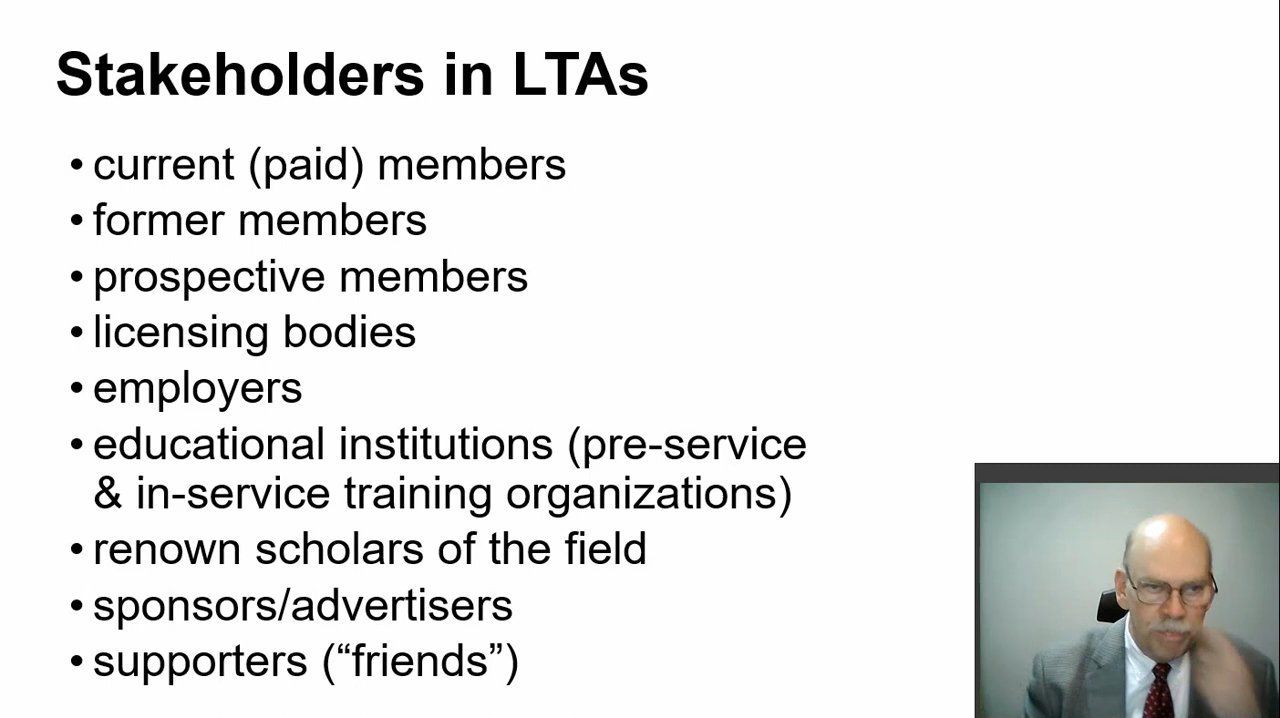 Stakeholders in LTAs
• current (paid) members
• former members
• prospective members
• licensing bodies
• employers
• educational institutions (pre-service
& in-service training organizations)
• renown scholars of the field
• sponsors/advertisers
• supporters (“friends”)